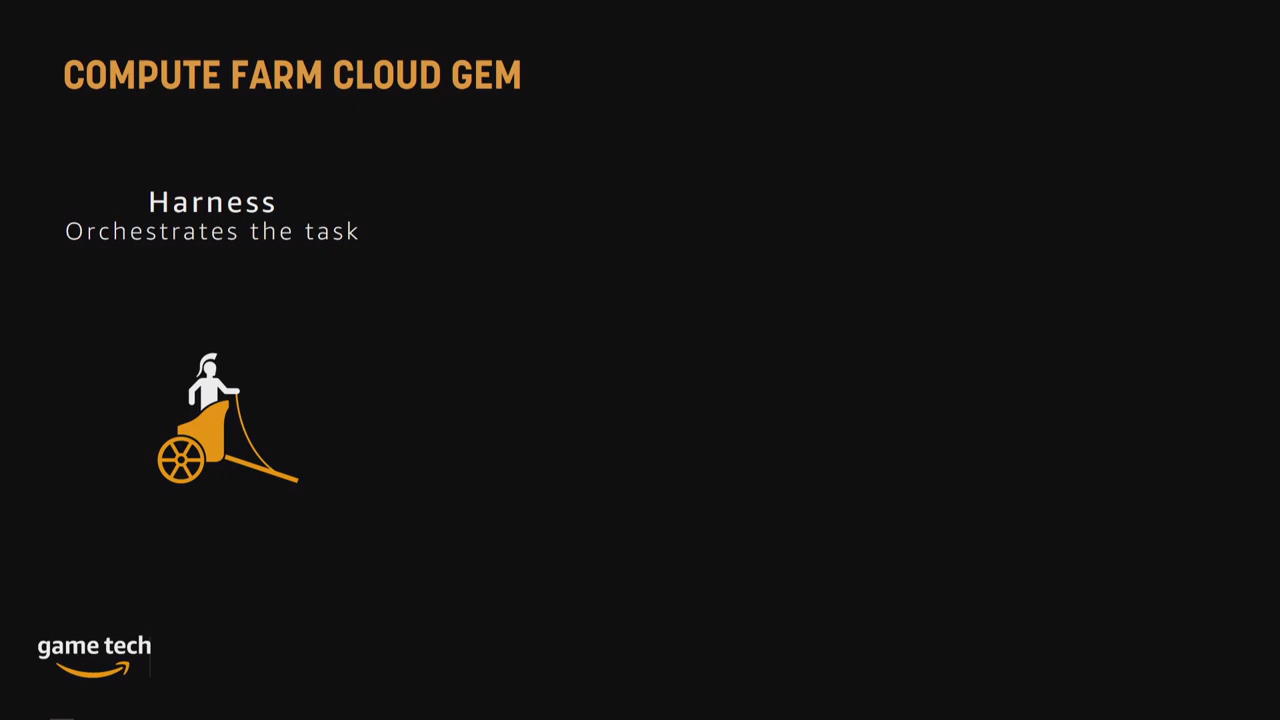 COMPUTE FARM CLOUD GEM
Harness
Orchestrates the task
game tech